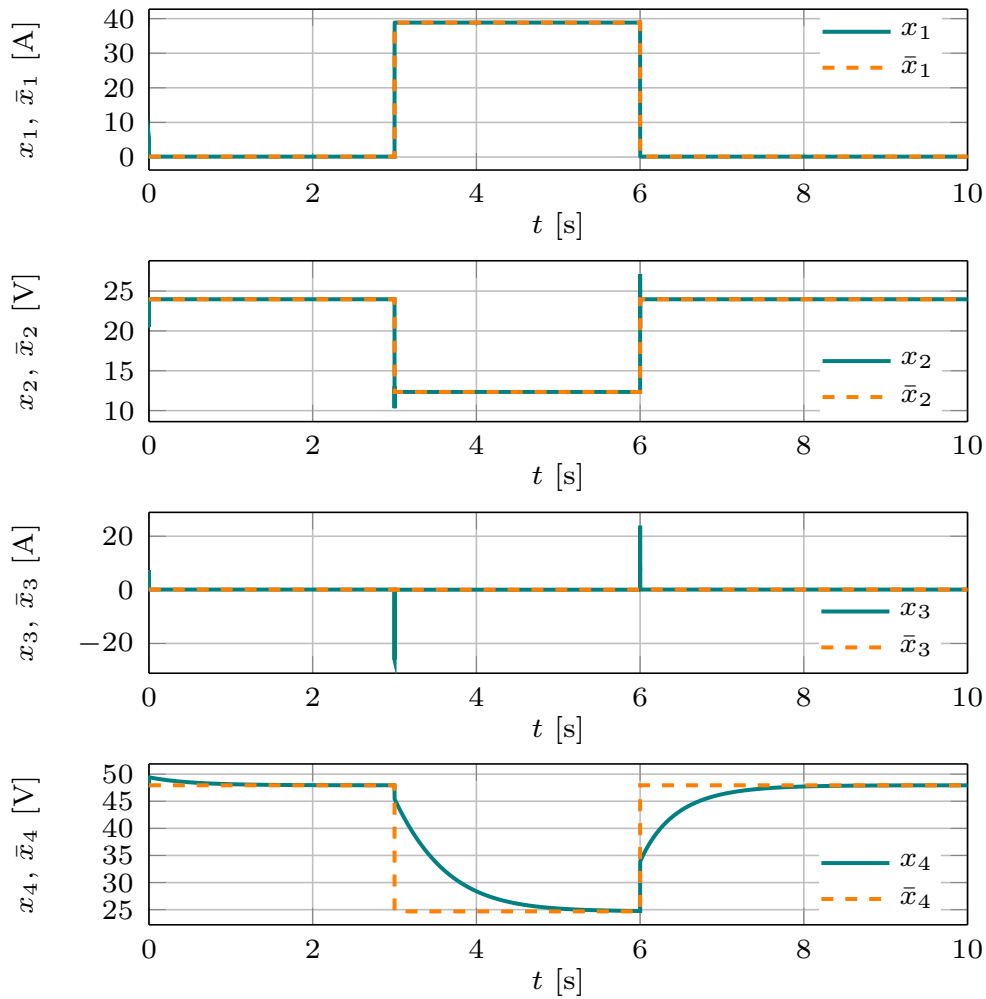 x₁, x̄₁ [A]
40
30
20
10
0
x₁
x̄₁
0 2 4 6 8 10
t [s]
x₂, x̄₂ [V]
25
20
15
10
x₂
x̄₂
0 2 4 6 8 10
t [s]
x₃, x̄₃ [A]
20
0
−20
x₃
x̄₃
0 2 4 6 8 10
t [s]
x₄, x̄₄ [V]
50
45
40
35
30
25
x₄
x̄₄
0 2 4 6 8 10
t [s]